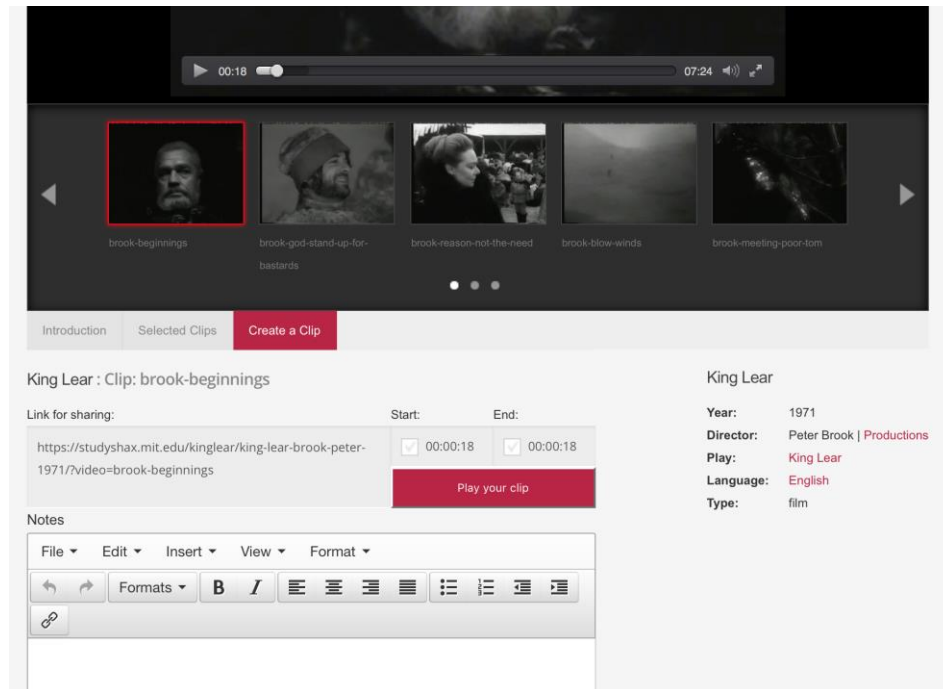 00:18 07:24
brook-beginnings brook-god-stand-up-for- brook-reason-not-the-need brook-blow-winds brook-meeting-poor-tom
bastards
Introduction Selected Clips Create a Clip
King Lear : Clip: brook-beginnings
Link for sharing: Start: End:
https://studyshax.mit.edu/kinglear/king-lear-brook-peter- 00:00:18 00:00:18
1971/?video=brook-beginnings
Play your clip
Notes
File Edit Insert View Format
Formats B I
King Lear
Year: 1971
Director: Peter Brook | Productions
Play: King Lear
Language: English
Type: film